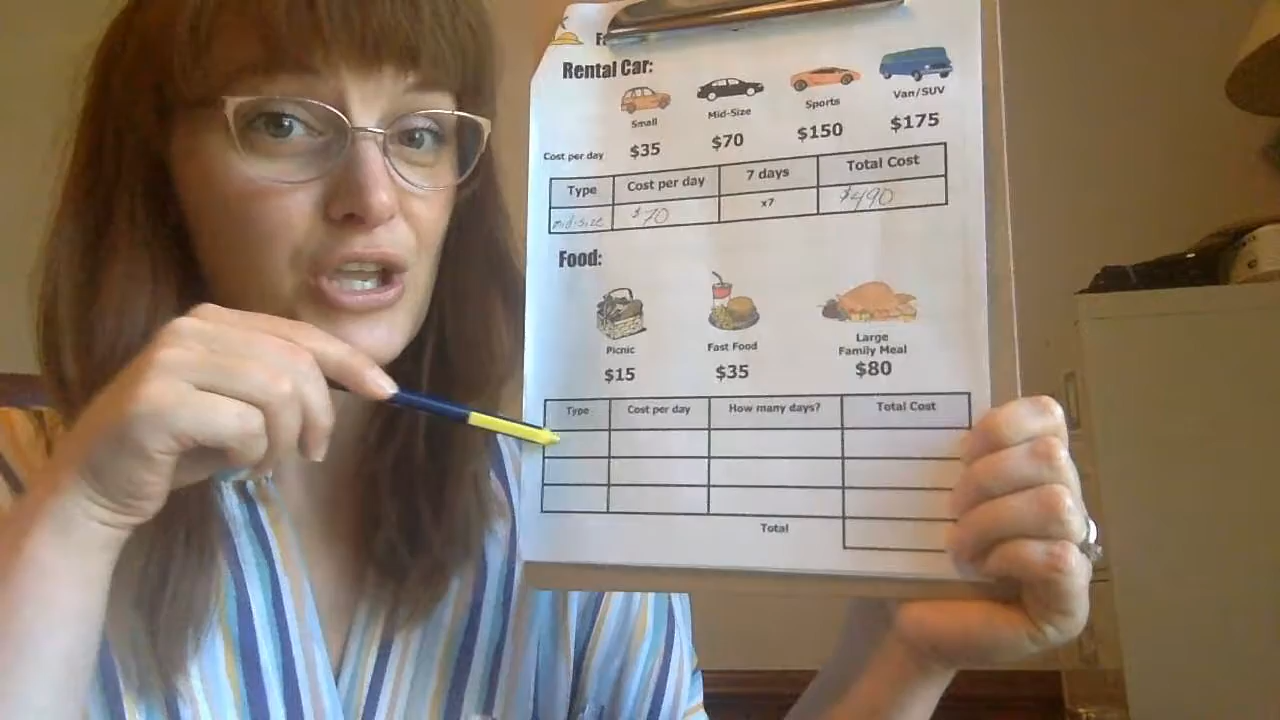 Rental Car:
Small Mid-Size Sports Van/SUV
Cost per day $35 $70 $150 $175
Type Cost per day 7 days Total Cost
mid-size $70 x7 $490
Food:
Picnic Fast Food Large
Family Meal
$15 $35 $80
Type Cost per day How many days? Total Cost
Total